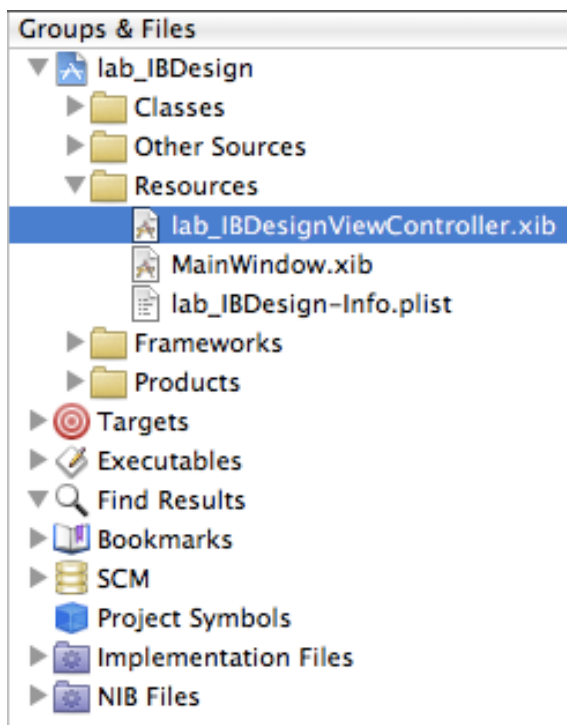 Groups & Files
lab_IBDesign
Classes
Other Sources
Resources
lab_IBDesignViewController.xib
MainWindow.xib
lab_IBDesign-Info.plist
Frameworks
Products
Targets
Executables
Find Results
Bookmarks
SCM
Project Symbols
Implementation Files
NIB Files